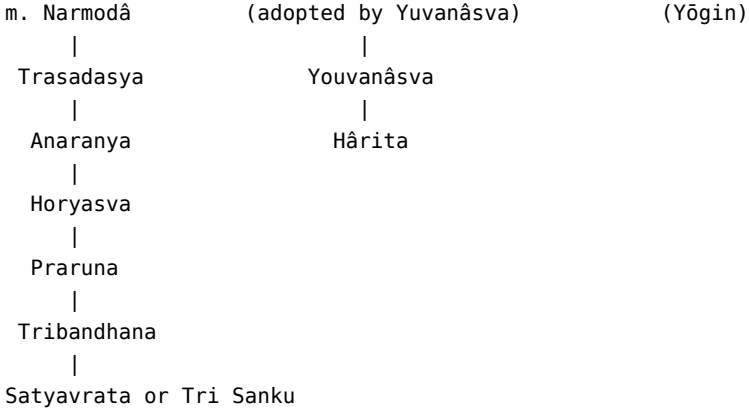 m. Narmodâ (adopted by Yuvanâsva) (Yōgin)
| |
Trasadasya Youvanâsva
| |
Anaranya Hârita
|
Horyasva
|
Praruna
|
Tribandhana
|
Satyavrata or Tri Sanku